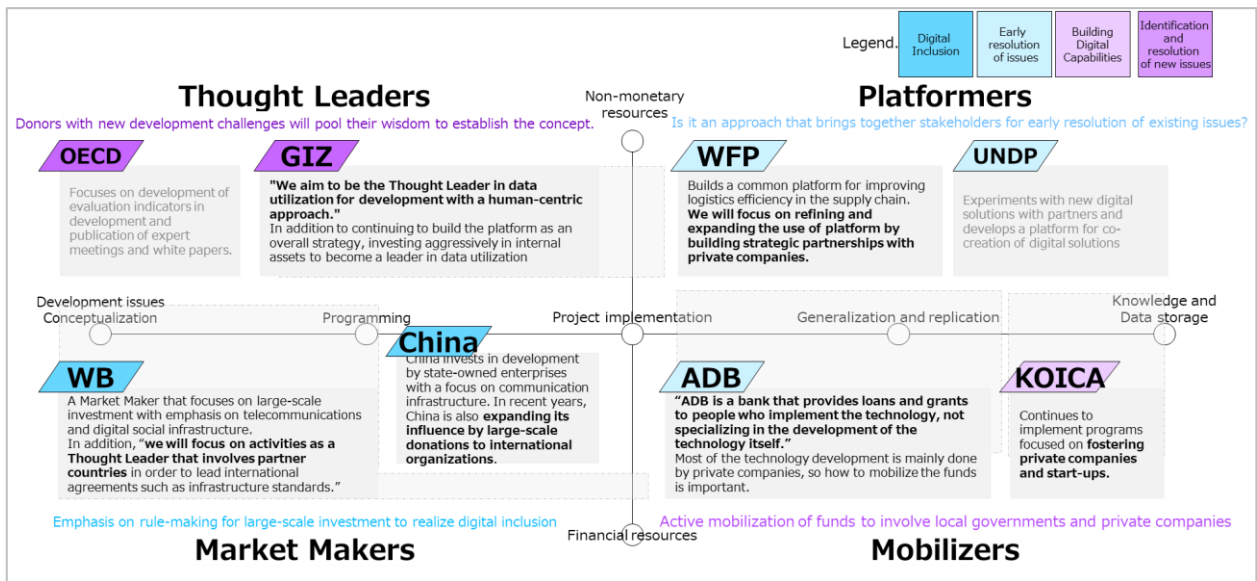 Legend.
Digital
Inclusion
Early
resolution
of issues
Building
Digital
Capabilities
Identification
and
resolution
of new issues
Thought Leaders
Donors with new development challenges will pool their wisdom to establish the concept.
Non-monetary
resources
Platformers
Is it an approach that brings together stakeholders for early resolution of existing issues?
OECD
Focuses on development of
evaluation indicators in
development and
publication of expert
meetings and white papers.
GIZ
"We aim to be the Thought Leader in data
utilization for development with a human-centric
approach."
In addition to continuing to build the platform as an
overall strategy, investing aggressively in internal
assets to become a leader in data utilization
WFP
Builds a common platform for improving
logistics efficiency in the supply chain.
We will focus on refining and
expanding the use of platform by
building strategic partnerships with
private companies.
UNDP
Experiments with new digital
solutions with partners and
develops a platform for co-
creation of digital solutions
Development issues
Conceptualization
Programming
Project implementation
Generalization and replication
Knowledge and
Data storage
WB
A Market Maker that focuses on large-scale
investment with emphasis on telecommunications
and digital social infrastructure.
In addition, “we will focus on activities as a
Thought Leader that involves partner
countries in order to lead international
agreements such as infrastructure standards.”
China
China invests in development
by state-owned enterprises
with a focus on communication
infrastructure. In recent years,
China is also expanding its
influence by large-scale
donations to international
organizations.
ADB
“ADB is a bank that provides loans and grants
to people who implement the technology, not
specializing in the development of the
technology itself.”
Most of the technology development is mainly done
by private companies, so how to mobilize the funds
is important.
KOICA
Continues to
implement programs
focused on fostering
private companies
and start-ups.
Emphasis on rule-making for large-scale investment to realize digital inclusion
Market Makers
Financial resources
Active mobilization of funds to involve local governments and private companies
Mobilizers